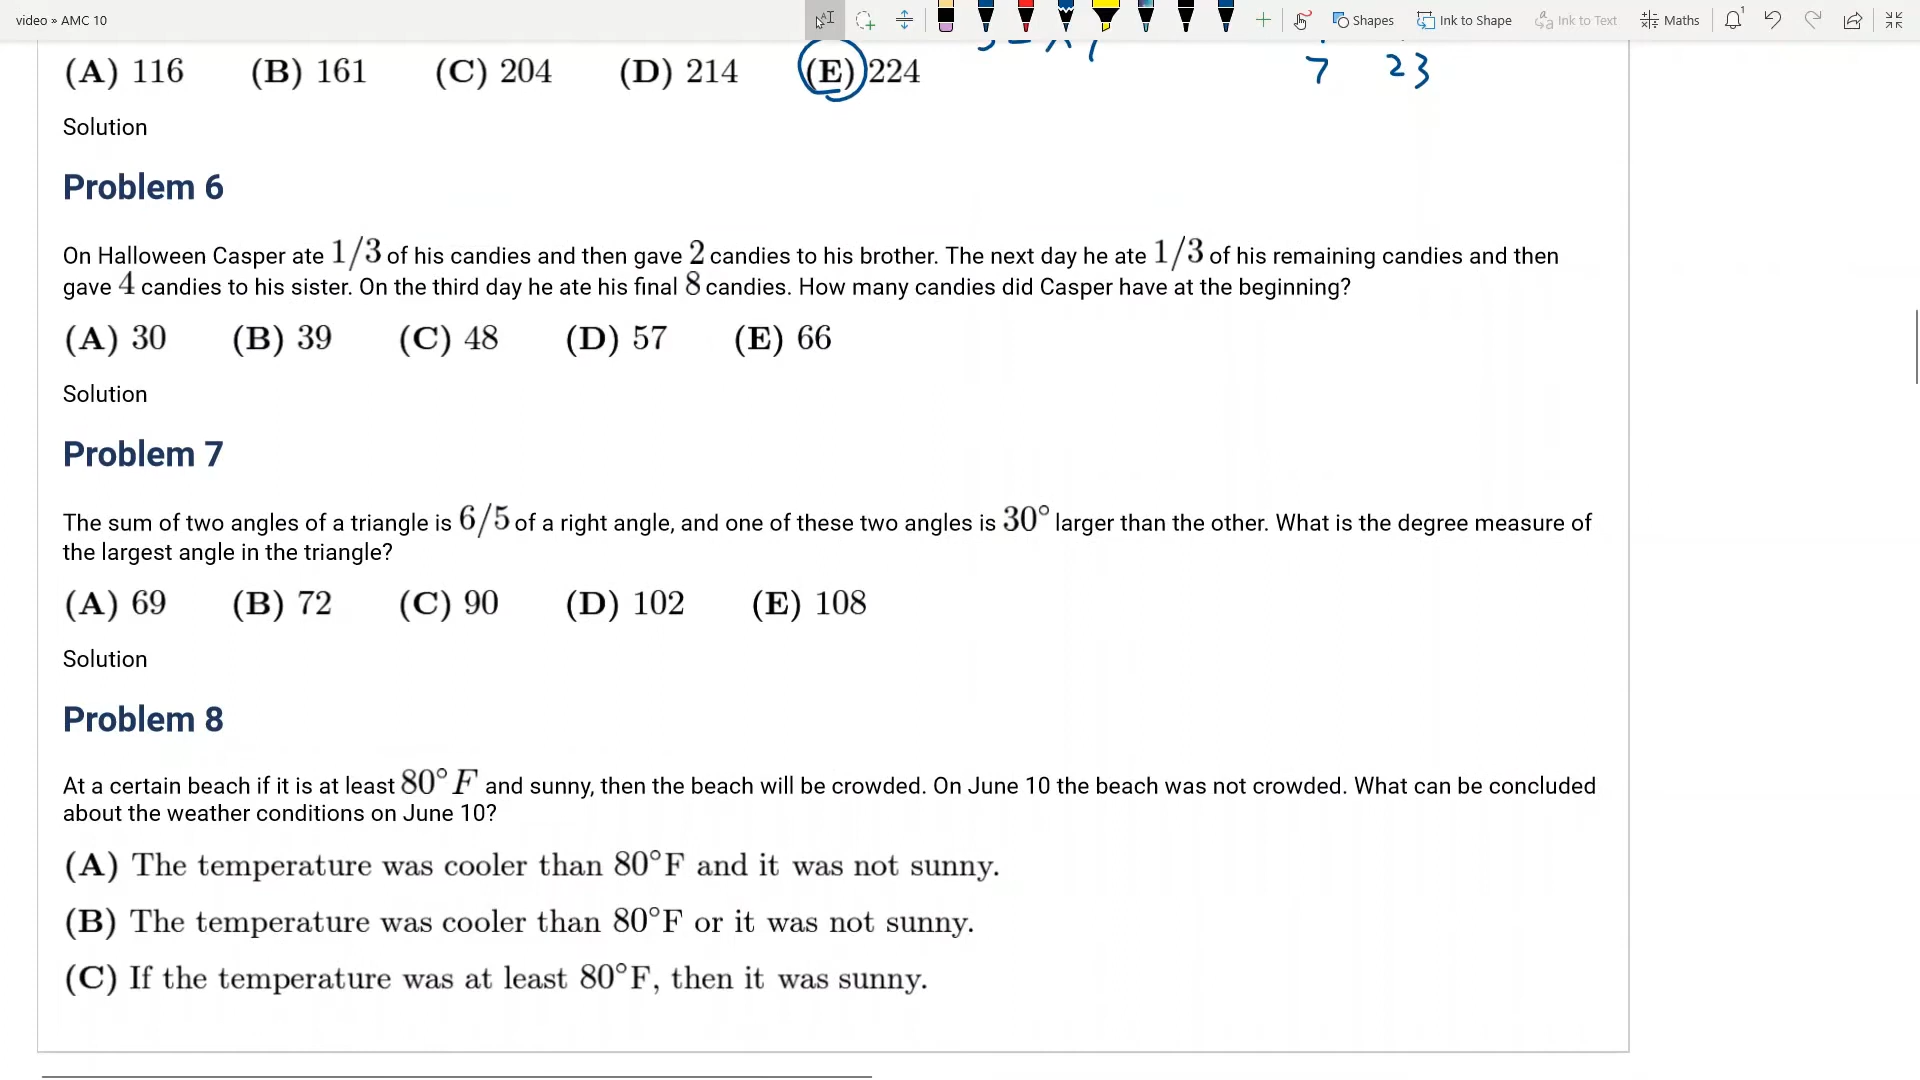 video » AMC 10
Shapes Ink to Shape Ink to Text Maths 1
(A) 116 (B) 161 (C) 204 (D) 214 (E) 224
7 23
Solution
Problem 6
On Halloween Casper ate 1/3 of his candies and then gave 2 candies to his brother. The next day he ate 1/3 of his remaining candies and then
gave 4 candies to his sister. On the third day he ate his final 8 candies. How many candies did Casper have at the beginning?
(A) 30 (B) 39 (C) 48 (D) 57 (E) 66
Solution
Problem 7
The sum of two angles of a triangle is 6/5 of a right angle, and one of these two angles is 30° larger than the other. What is the degree measure of
the largest angle in the triangle?
(A) 69 (B) 72 (C) 90 (D) 102 (E) 108
Solution
Problem 8
At a certain beach if it is at least 80°F and sunny, then the beach will be crowded. On June 10 the beach was not crowded. What can be concluded
about the weather conditions on June 10?
(A) The temperature was cooler than 80°F and it was not sunny.
(B) The temperature was cooler than 80°F or it was not sunny.
(C) If the temperature was at least 80°F, then it was sunny.